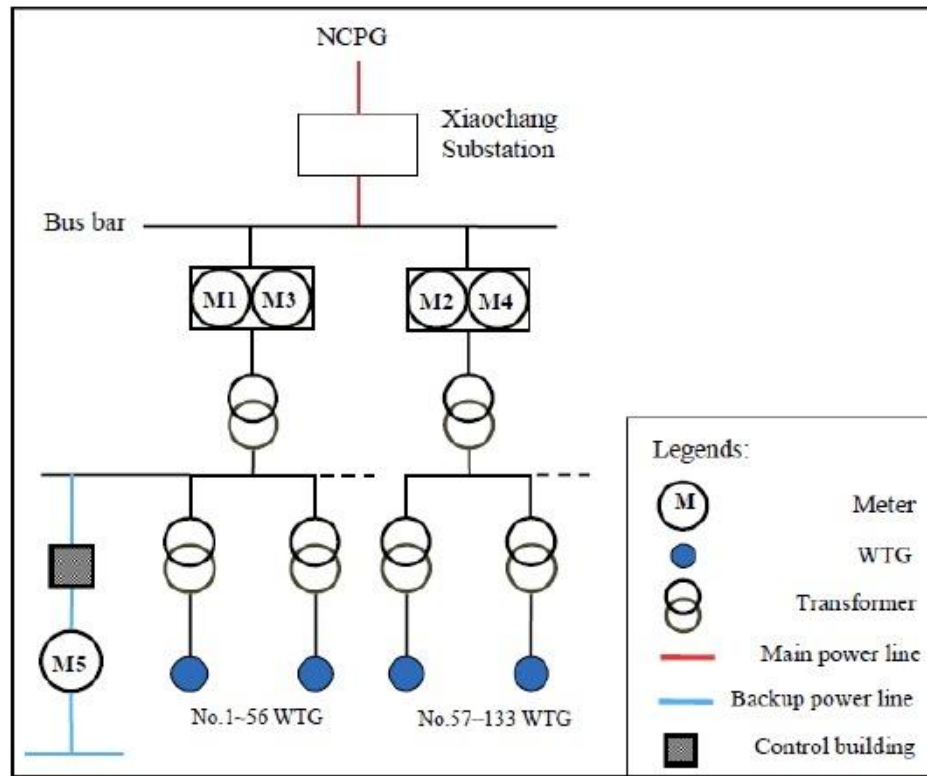 NCPG
Xiaochang
Substation
Bus bar
M1 M3 M2 M4
Legends:
M Meter
WTG
Transformer
M5
Main power line
No.1~56 WTG No.57–133 WTG
Backup power line
Control building